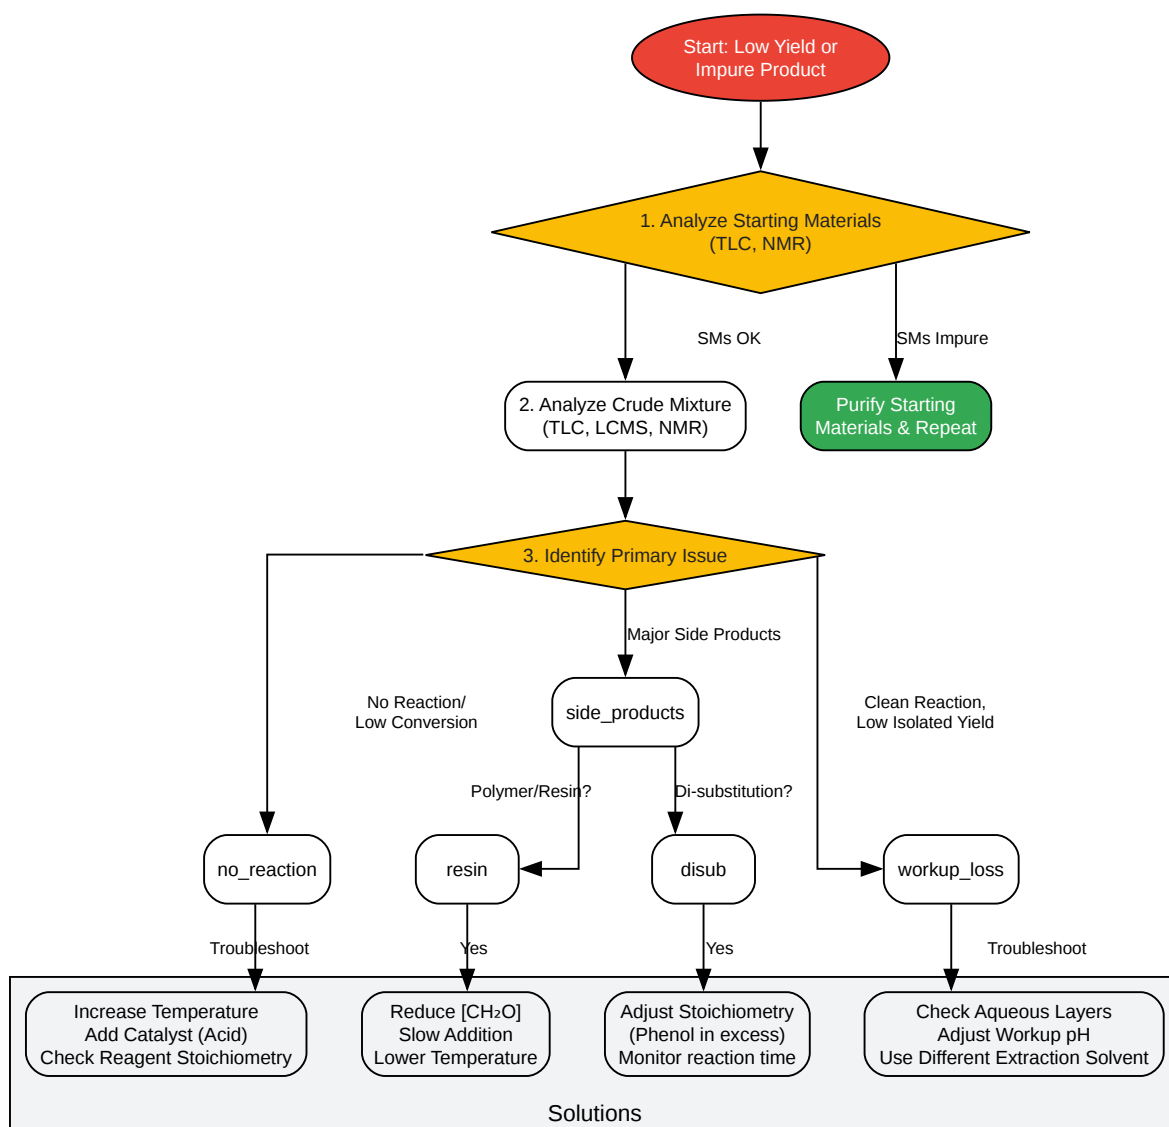 Start: Low Yield or
Impure Product
1. Analyze Starting Materials
(TLC, NMR)
SMs OK
SMs Impure
2. Analyze Crude Mixture
(TLC, LCMS, NMR)
Purify Starting
Materials & Repeat
3. Identify Primary Issue
Major Side Products
No Reaction/
Low Conversion
side_products
Clean Reaction,
Low Isolated Yield
Polymer/Resin?
Di-substitution?
no_reaction
resin
disub
workup_loss
Troubleshoot
Yes
Yes
Troubleshoot
Increase Temperature
Add Catalyst (Acid)
Check Reagent Stoichiometry
Reduce [CH₂O]
Slow Addition
Lower Temperature
Adjust Stoichiometry
(Phenol in excess)
Monitor reaction time
Check Aqueous Layers
Adjust Workup pH
Use Different Extraction Solvent
Solutions